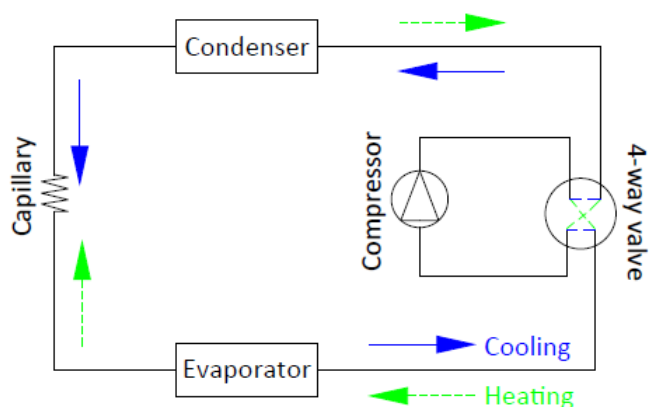 Condenser
Capillary
Compressor
4-way valve
Evaporator
Cooling
Heating